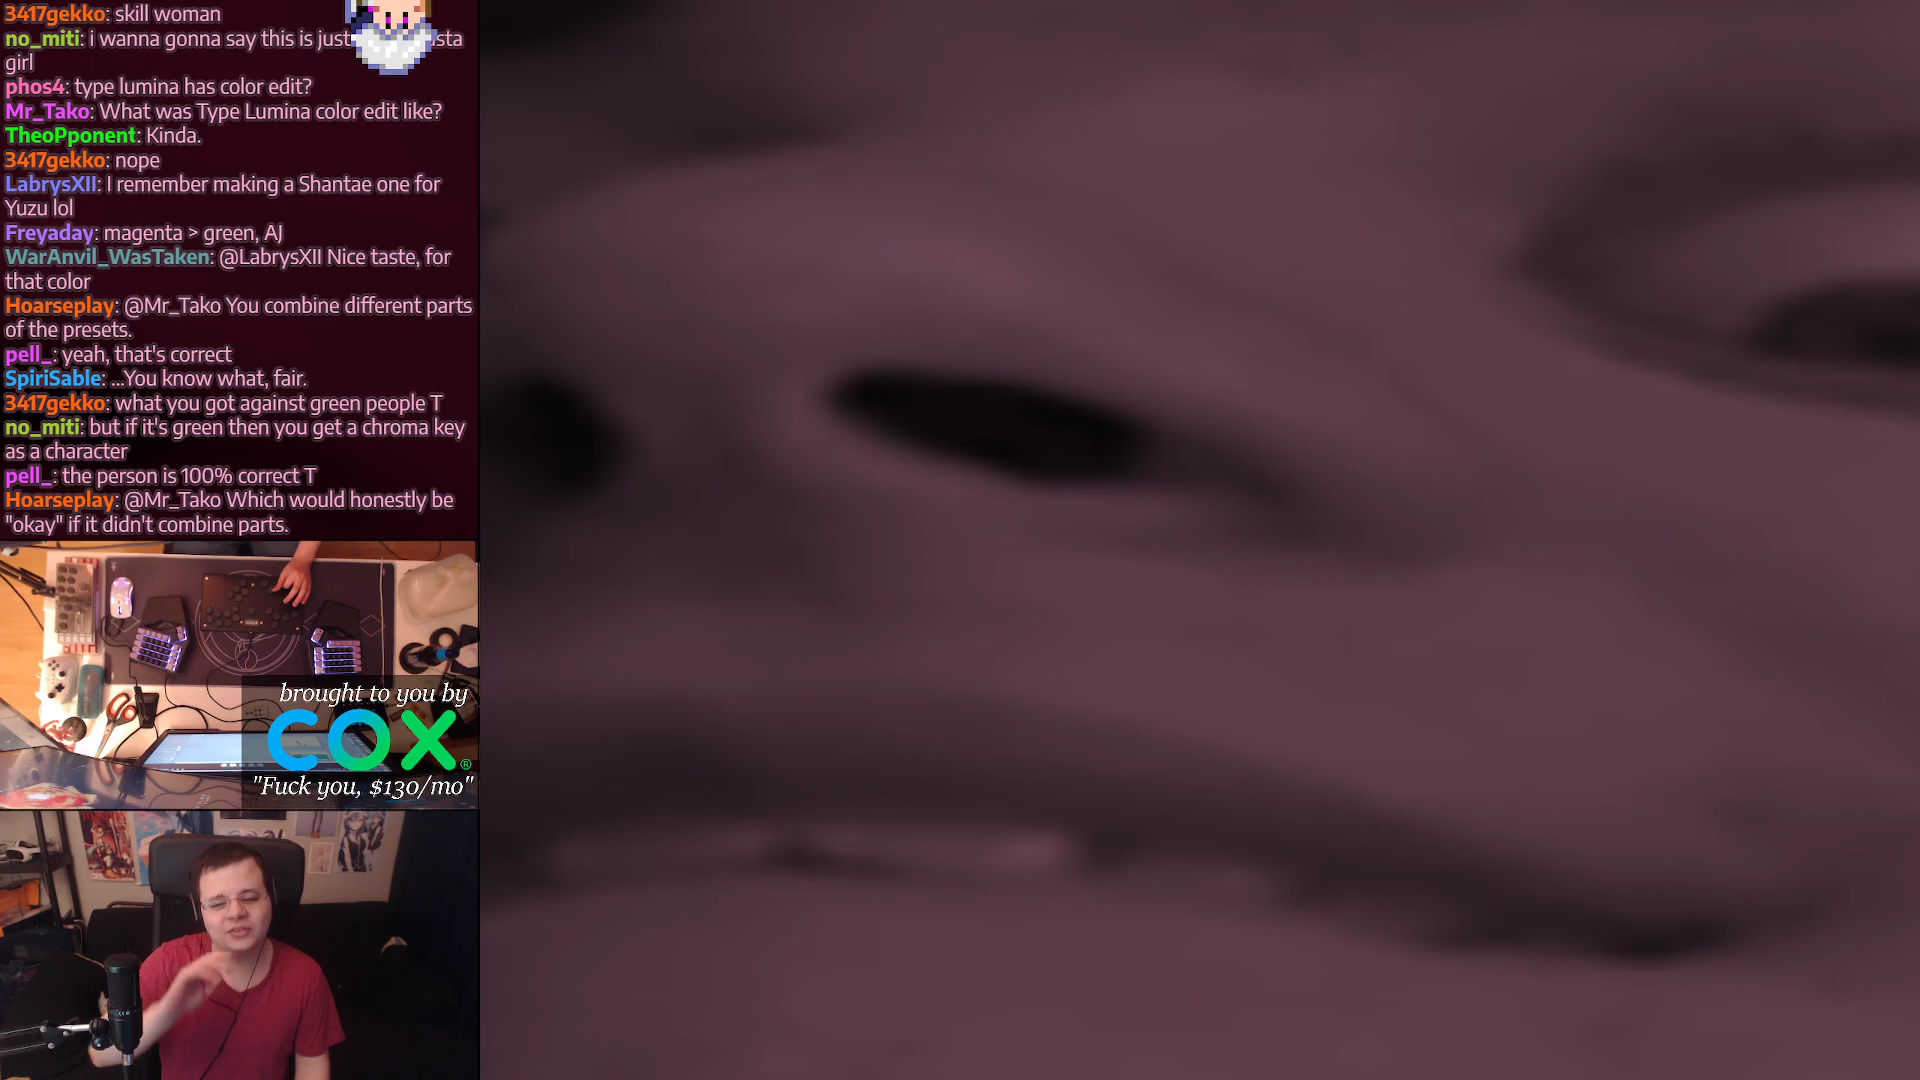 3417gekko: skill woman
no_miti: i wanna gonna say this is just sta
girl
phos4: type lumina has color edit?
Mr_Tako: What was Type Lumina color edit like?
TheoPponent: Kinda.
3417gekko: nope
LabrysXII: I remember making a Shantae one for
Yuzu lol
Freyaday: magenta > green, AJ
WarAnvil_WasTaken: @LabrysXII Nice taste, for
that color
Hoarseplay: @Mr_Tako You combine different parts
of the presets.
pell_: yeah, that's correct
SpiriSable: ...You know what, fair.
3417gekko: what you got against green people T
no_miti: but if it's green then you get a chroma key
as a character
pell_: the person is 100% correct T
Hoarseplay: @Mr_Tako Which would honestly be
"okay" if it didn't combine parts.
brought to you by
COX®
"Fuck you, $130/mo"